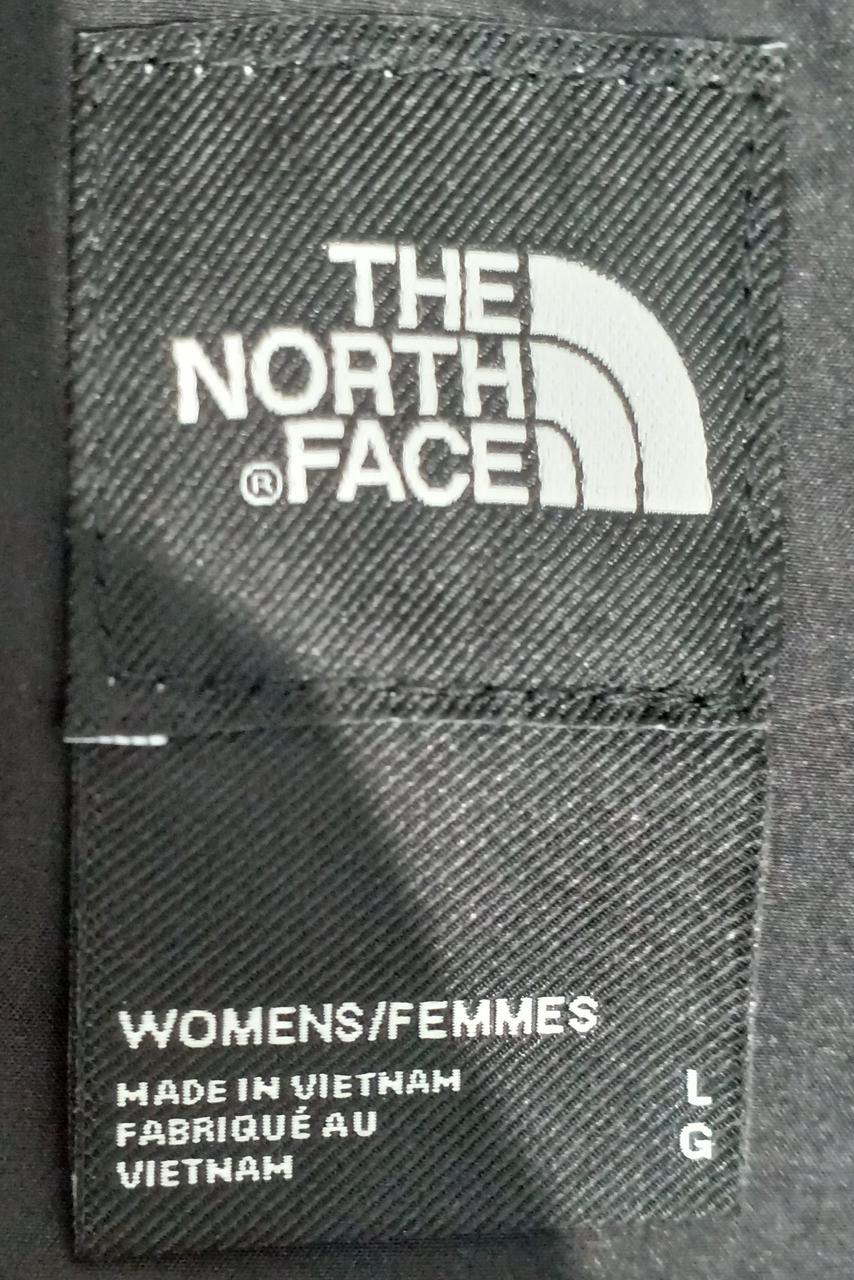 THE
NORTH
®FACE
WOMENS/FEMMES
MADE IN VIETNAM
FABRIQUÉ AU
VIETNAM
L
G